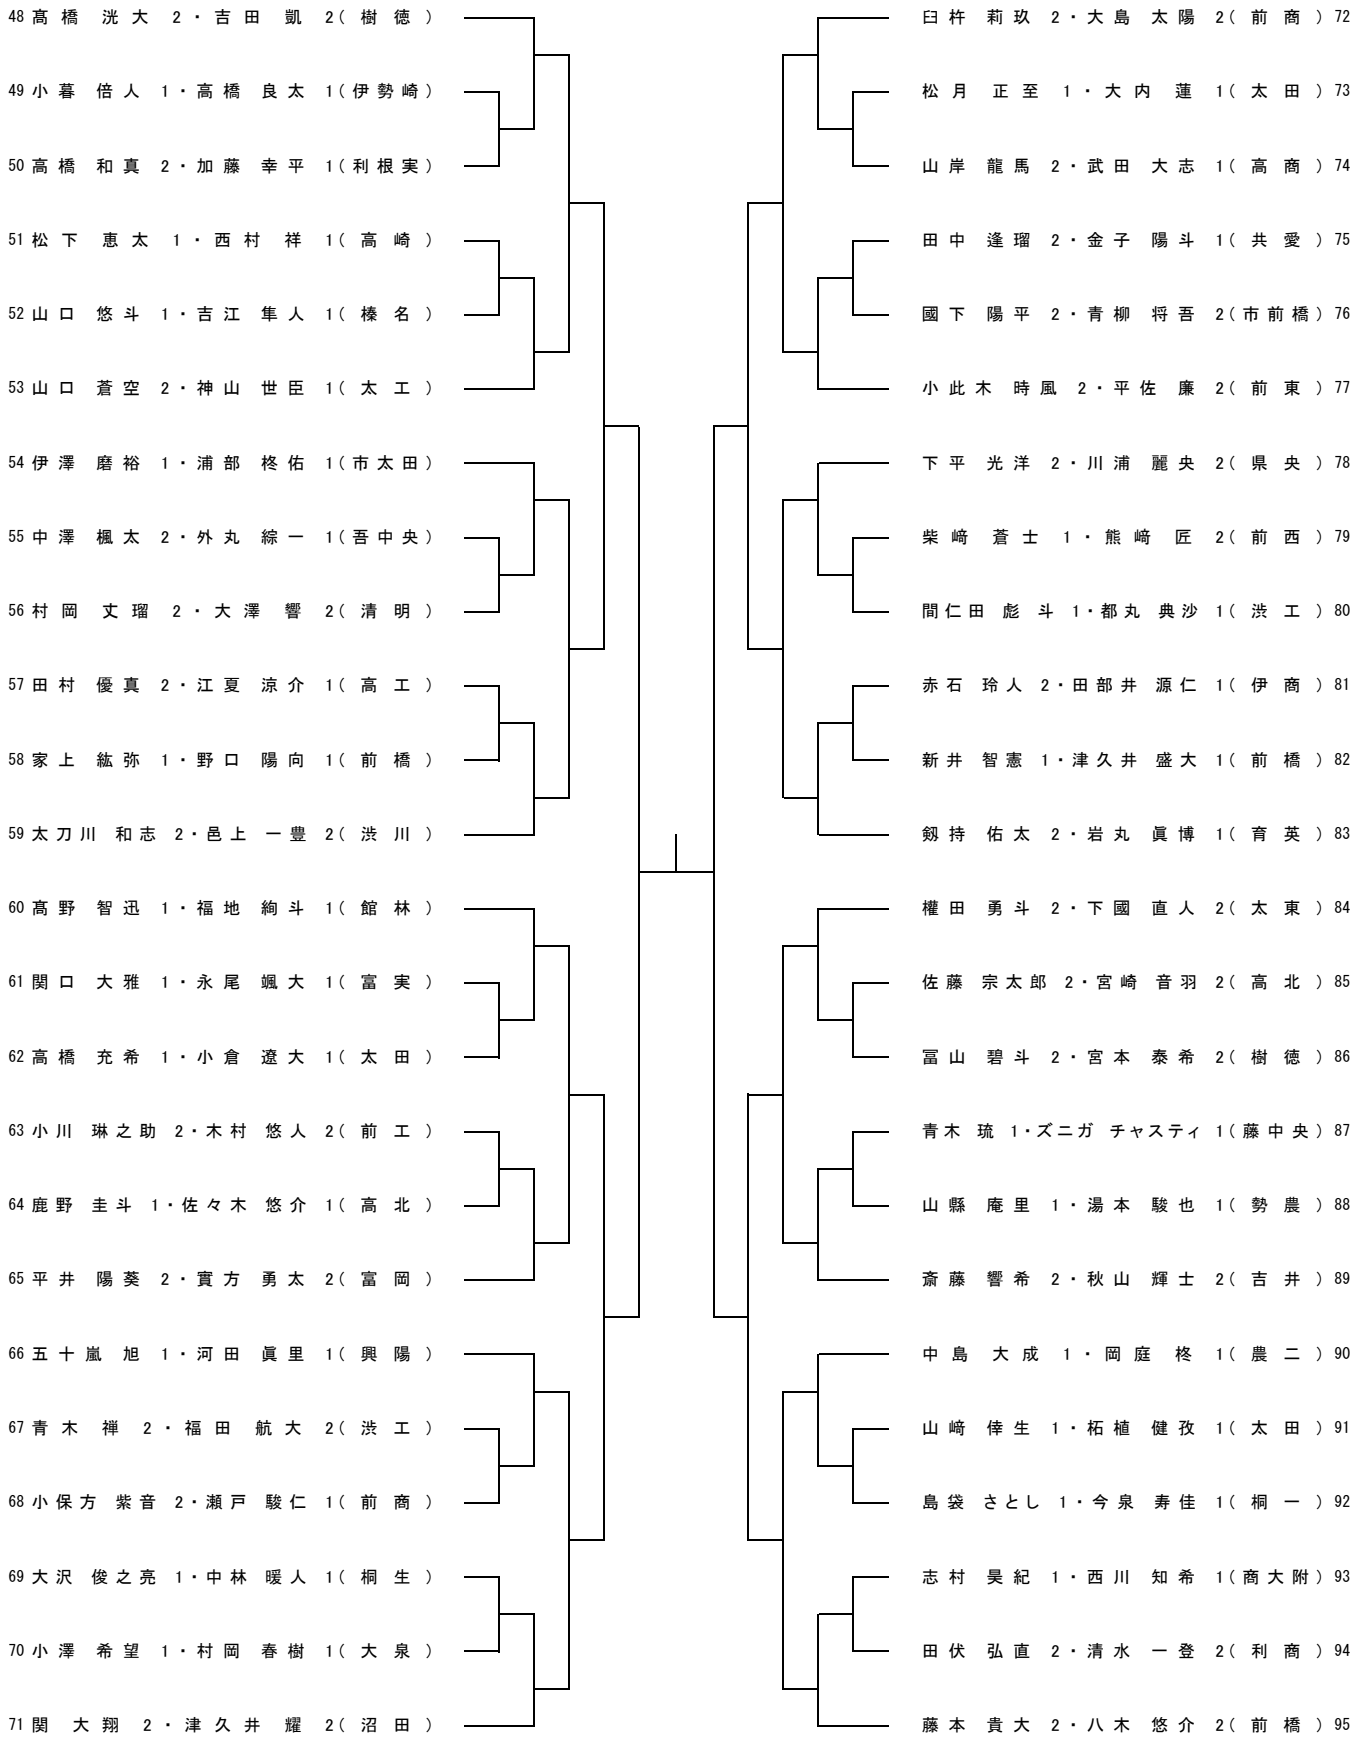 48 髙橋 洸大 2・吉田 凱 2(樹徳)
49 小暮 倍人 1・高橋 良太 1(伊勢崎)
50 高橋 和真 2・加藤 幸平 1(利根実)
51 松下 恵太 1・西村 祥 1(高崎)
52 山口 悠斗 1・吉江 隼人 1(榛名)
53 山口 蒼空 2・神山 世臣 1(太工)
54 伊澤 磨裕 1・浦部 柊佑 1(市太田)
55 中澤 楓太 2・外丸 綜一 1(吾中央)
56 村岡 丈瑠 2・大澤 響 2(清明)
57 田村 優真 2・江夏 涼介 1(高工)
58 家上 紘弥 1・野口 陽向 1(前橋)
59 太刀川 和志 2・邑上 一豊 2(渋川)
60 髙野 智迅 1・福地 絢斗 1(館林)
61 関口 大雅 1・永尾 颯大 1(富実)
62 高橋 充希 1・小倉 遼大 1(太田)
63 小川 琳之助 2・木村 悠人 2(前工)
64 鹿野 圭斗 1・佐々木 悠介 1(高北)
65 平井 陽葵 2・實方 勇太 2(富岡)
66 五十嵐 旭 1・河田 眞里 1(興陽)
67 青木 禅 2・福田 航大 2(渋工)
68 小保方 紫音 2・瀬戸 駿仁 1(前商)
69 大沢 俊之亮 1・中林 暖人 1(桐生)
70 小澤 希望 1・村岡 春樹 1(大泉)
71 関 大翔 2・津久井 耀 2(沼田)
臼杵 莉玖 2・大島 太陽 2(前商)72
松月 正至 1・大内 蓮 1(太田)73
山岸 龍馬 2・武田 大志 1(高商)74
田中 逢瑠 2・金子 陽斗 1(共愛)75
國下 陽平 2・青柳 将吾 2(市前橋)76
小此木 時風 2・平佐 廉 2(前東)77
下平 光洋 2・川浦 麗央 2(県央)78
柴﨑 蒼士 1・熊﨑 匠 2(前西)79
間仁田 彪斗 1・都丸 典沙 1(渋工)80
赤石 玲人 2・田部井 源仁 1(伊商)81
新井 智憲 1・津久井 盛大 1(前橋)82
剱持 佑太 2・岩丸 眞博 1(育英)83
權田 勇斗 2・下國 直人 2(太東)84
佐藤 宗太郎 2・宮崎 音羽 2(高北)85
冨山 碧斗 2・宮本 泰希 2(樹徳)86
青木 琉 1・ズニガ チャスティ 1(藤中央)87
山縣 庵里 1・湯本 駿也 1(勢農)88
斎藤 響希 2・秋山 輝士 2(吉井)89
中島 大成 1・岡庭 柊 1(農二)90
山﨑 倖生 1・柘植 健孜 1(太田)91
島袋 さとし 1・今泉 寿佳 1(桐一)92
志村 昊紀 1・西川 知希 1(商大附)93
田伏 弘直 2・清水 一登 2(利商)94
藤本 貴大 2・八木 悠介 2(前橋)95